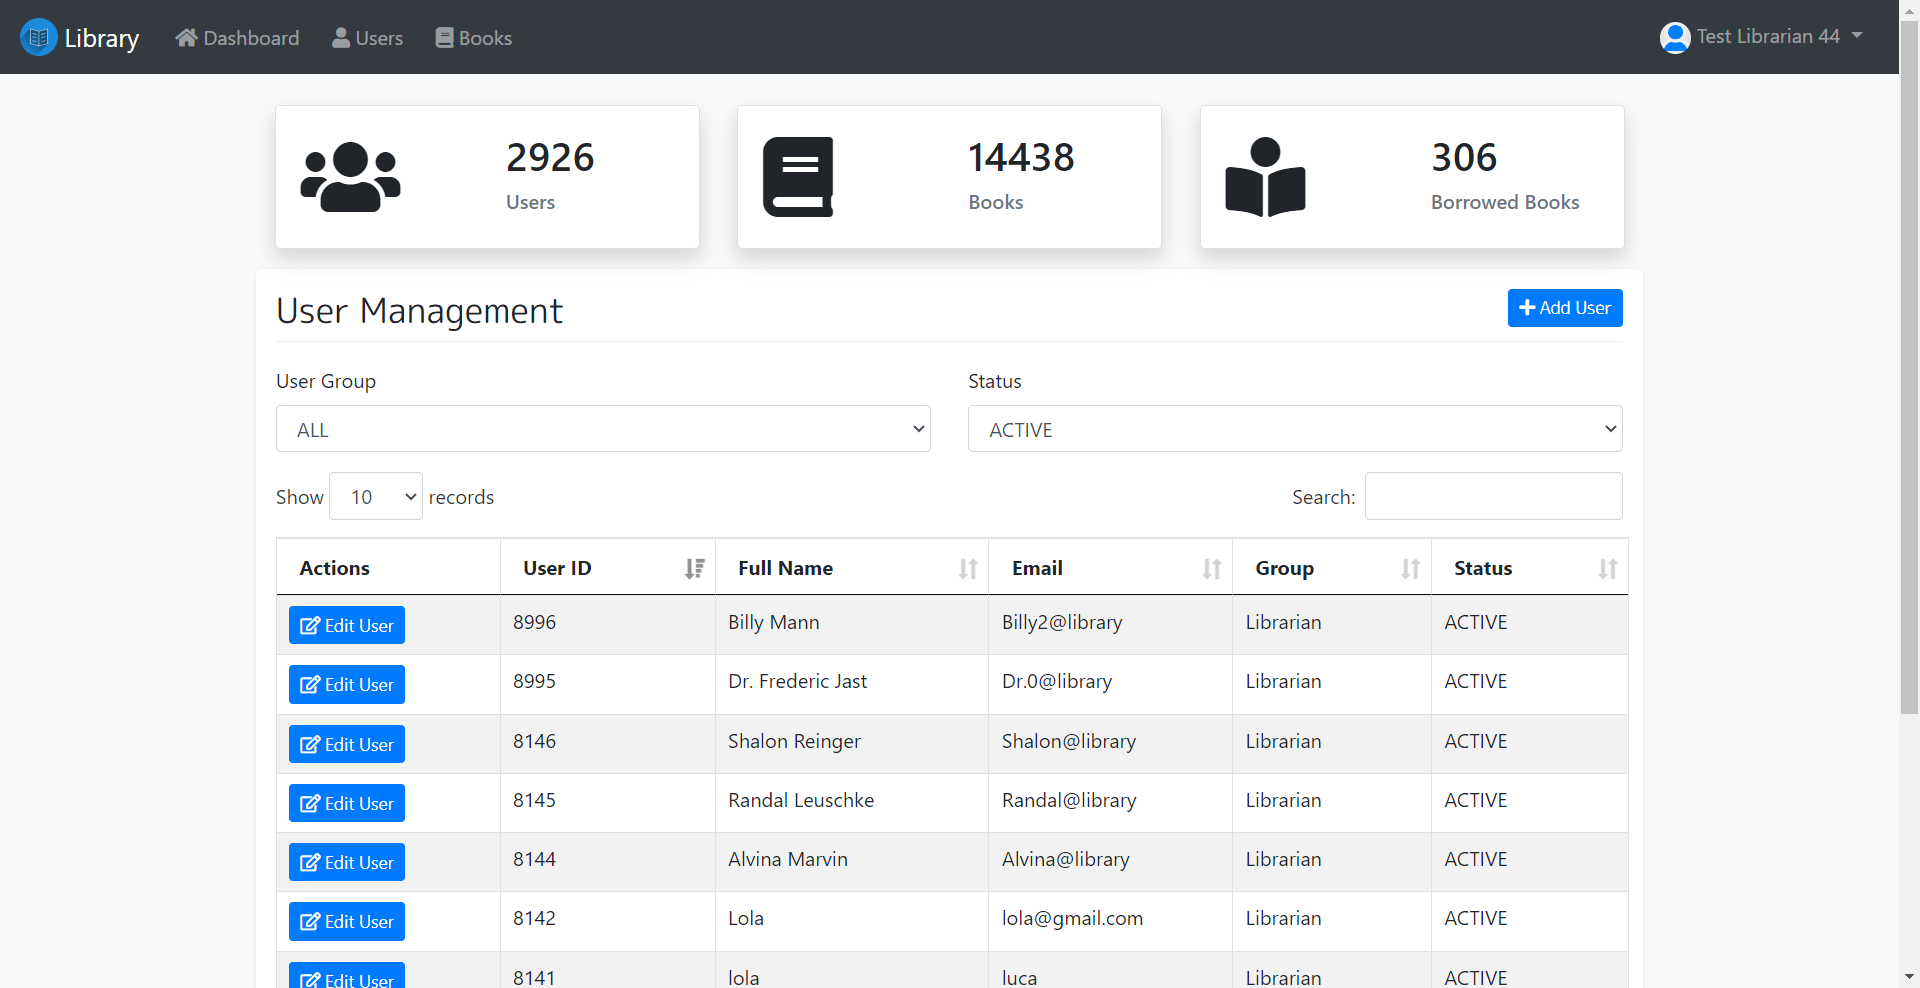 Library Dashboard Users Books Test Librarian 44
2926
Users
14438
Books
306
Borrowed Books
User Management
Add User
User Group
ALL
Status
ACTIVE
Show 10 records
Search:
Actions User ID Full Name Email Group Status
Edit User 8996 Billy Mann Billy2@library Librarian ACTIVE
Edit User 8995 Dr. Frederic Jast Dr.0@library Librarian ACTIVE
Edit User 8146 Shalon Reinger Shalon@library Librarian ACTIVE
Edit User 8145 Randal Leuschke Randal@library Librarian ACTIVE
Edit User 8144 Alvina Marvin Alvina@library Librarian ACTIVE
Edit User 8142 Lola lola@gmail.com Librarian ACTIVE
Edit User 8141 lola luca Librarian ACTIVE